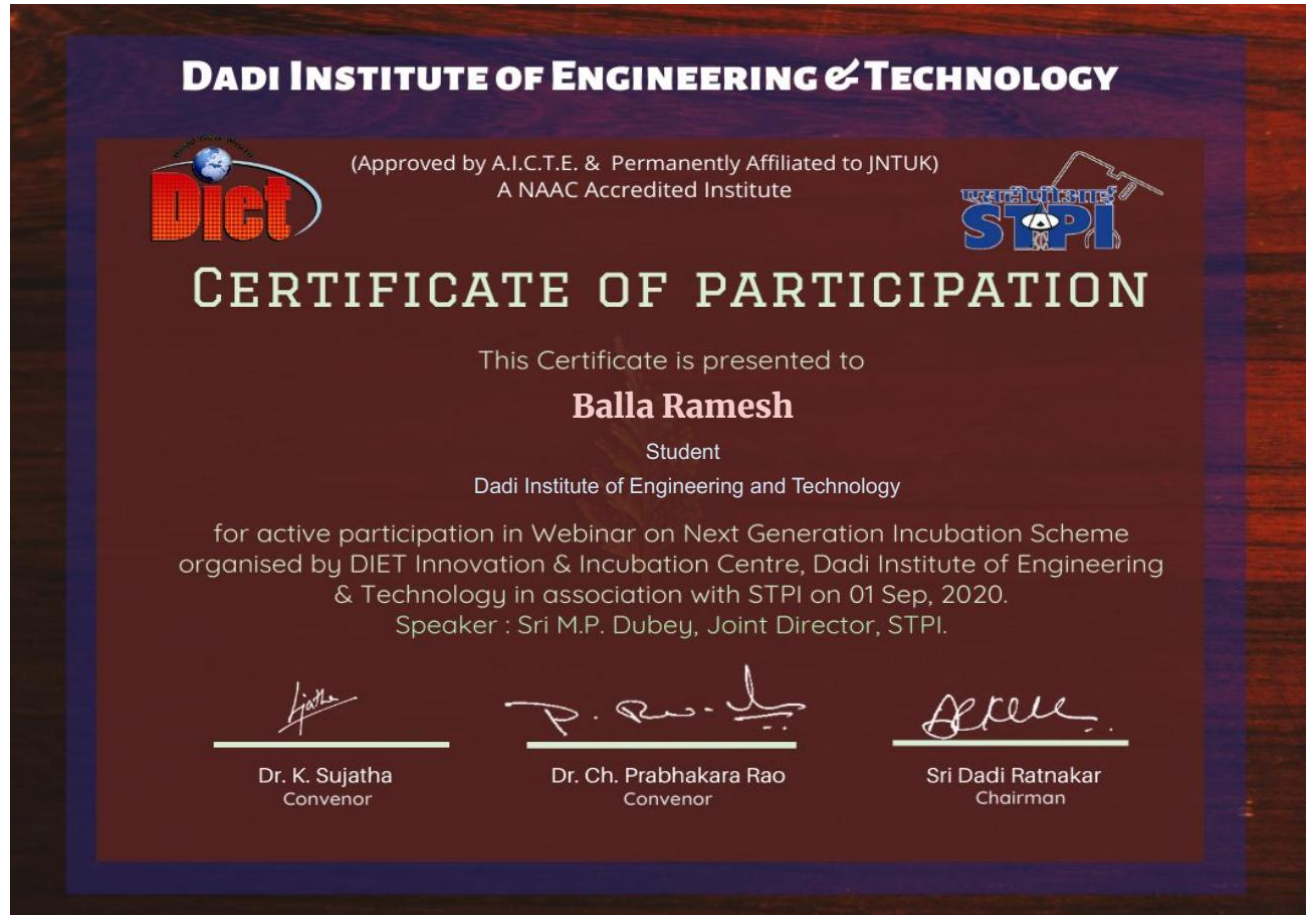 DADI INSTITUTE OF ENGINEERING & TECHNOLOGY
Diet
(Approved by A.I.C.T.E. & Permanently Affiliated to JNTUK)
A NAAC Accredited Institute
एसटीपीआई
STPI
CERTIFICATE OF PARTICIPATION
This Certificate is presented to
Balla Ramesh
Student
Dadi Institute of Engineering and Technology
for active participation in Webinar on Next Generation Incubation Scheme
organised by DIET Innovation & Incubation Centre, Dadi Institute of Engineering
& Technology in association with STPI on 01 Sep, 2020.
Speaker : Sri M.P. Dubey, Joint Director, STPI.
Dr. K. Sujatha
Convenor
Dr. Ch. Prabhakara Rao
Convenor
Sri Dadi Ratnakar
Chairman